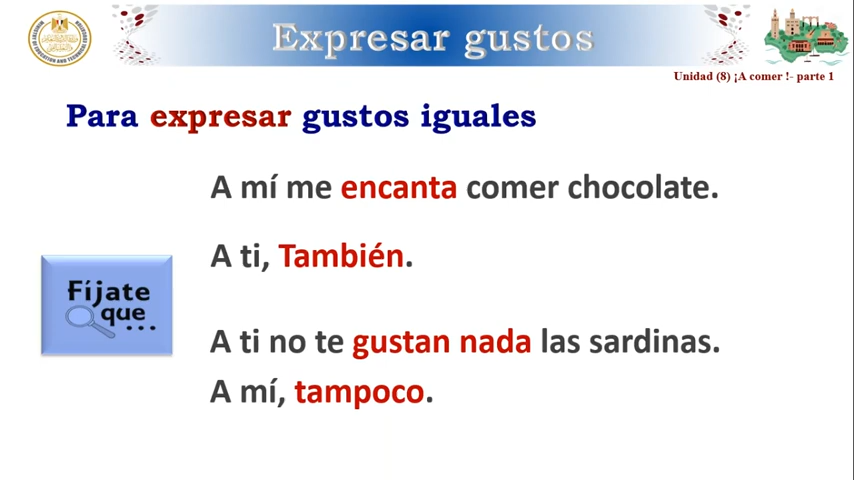 Expresar gustos
Unidad (8) ¡A comer !- parte 1
Para expresar gustos iguales
A mí me encanta comer chocolate.
A ti, También.
Fíjate
que
...
A ti no te gustan nada las sardinas.
A mí, tampoco.